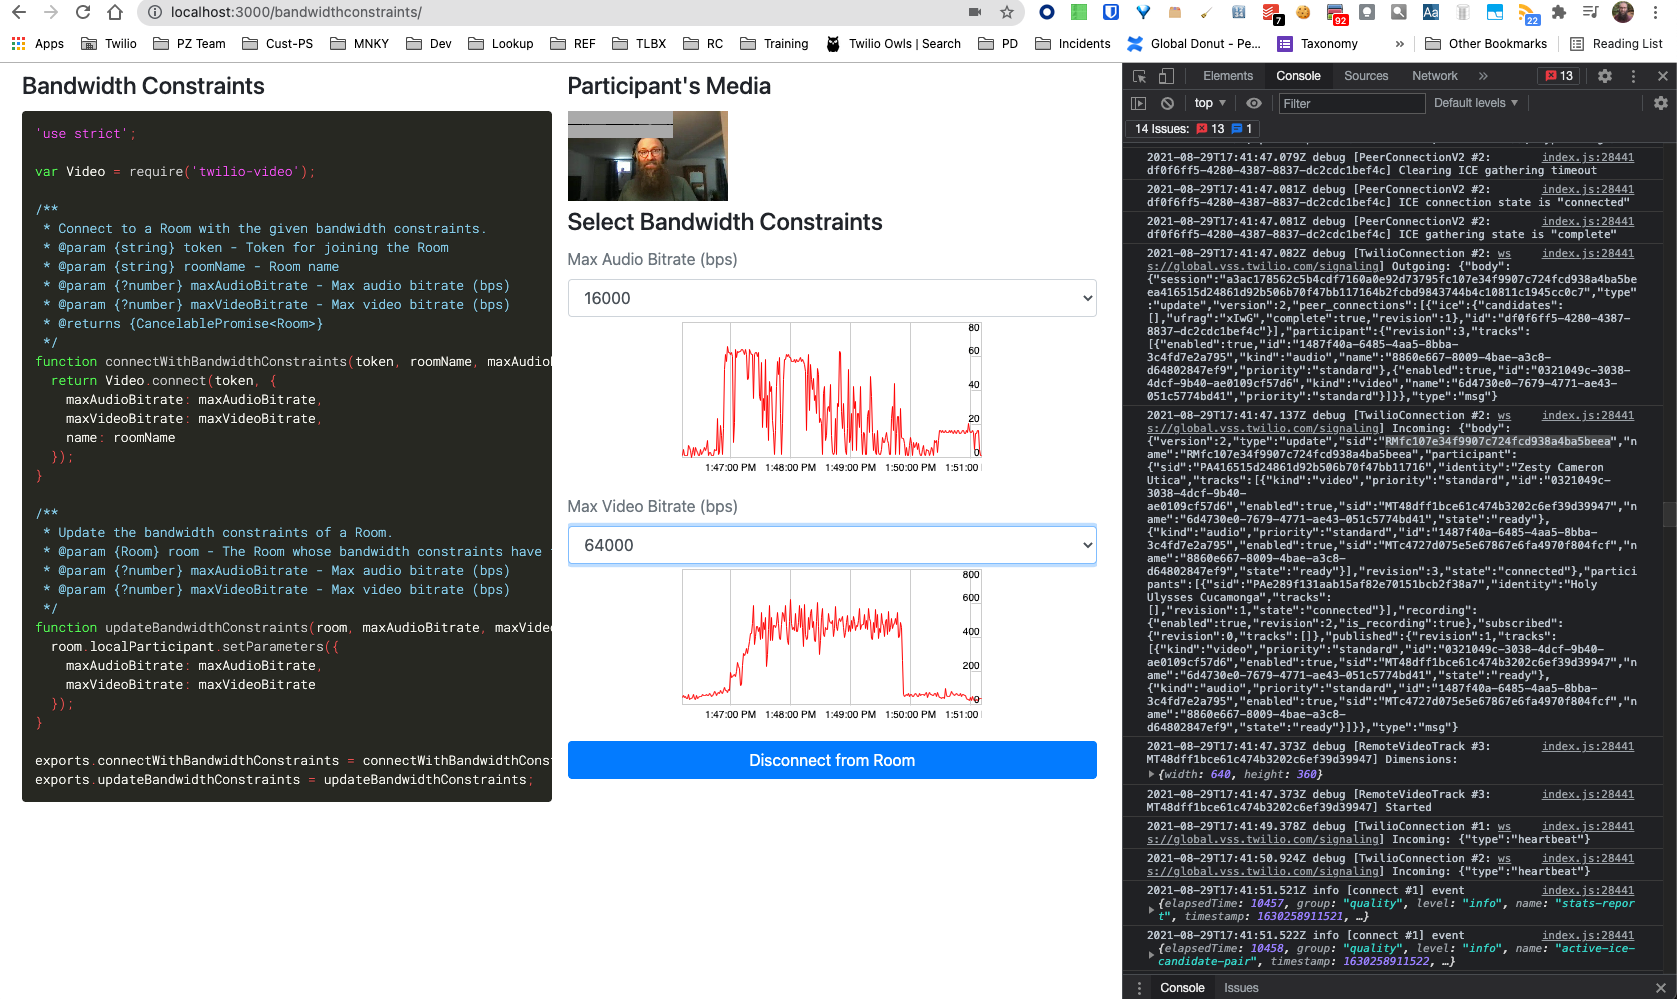 localhost:3000/bandwidthconstraints/
7
92
22
Apps
Twilio
PZ Team
Cust-PS
MNKY
Dev
Lookup
REF
TLBX
RC
Training
Twilio Owls | Search
PD
Incidents
Global Donut - Pe...
Taxonomy
»
Other Bookmarks
Reading List
Bandwidth Constraints
'use strict';
var Video = require('twilio-video');
/**
* Connect to a Room with the given bandwidth constraints.
* @param {string} token - Token for joining the Room
* @param {string} roomName - Room name
* @param {?number} maxAudioBitrate - Max audio bitrate (bps)
* @param {?number} maxVideoBitrate - Max video bitrate (bps)
* @returns {CancelablePromise<Room>}
*/
function connectWithBandwidthConstraints(token, roomName, maxAudio
return Video.connect(token, {
maxAudioBitrate: maxAudioBitrate,
maxVideoBitrate: maxVideoBitrate,
name: roomName
});
}
/**
* Update the bandwidth constraints of a Room.
* @param {Room} room - The Room whose bandwidth constraints have
* @param {?number} maxAudioBitrate - Max audio bitrate (bps)
* @param {?number} maxVideoBitrate - Max video bitrate (bps)
*/
function updateBandwidthConstraints(room, maxAudioBitrate, maxVide
room.localParticipant.setParameters({
maxAudioBitrate: maxAudioBitrate,
maxVideoBitrate: maxVideoBitrate
});
}
exports.connectWithBandwidthConstraints = connectWithBandwidthCons
exports.updateBandwidthConstraints = updateBandwidthConstraints;
Participant's Media
Select Bandwidth Constraints
Max Audio Bitrate (bps)
16000
80
60
40
20
0
1:47:00 PM 1:48:00 PM 1:49:00 PM 1:50:00 PM 1:51:00
Max Video Bitrate (bps)
64000
800
600
400
200
0
1:47:00 PM 1:48:00 PM 1:49:00 PM 1:50:00 PM 1:51:00
Disconnect from Room
Elements Console Sources Network » 13
top Filter Default levels
14 Issues: 13 1
2021-08-29T17:41:47.079Z debug [PeerConnectionV2 #2: index.js:28441
df0f6ff5-4280-4387-8837-dc2cdc1bef4c] Clearing ICE gathering timeout
2021-08-29T17:41:47.081Z debug [PeerConnectionV2 #2: index.js:28441
df0f6ff5-4280-4387-8837-dc2cdc1bef4c] ICE connection state is "connected"
2021-08-29T17:41:47.081Z debug [PeerConnectionV2 #2: index.js:28441
df0f6ff5-4280-4387-8837-dc2cdc1bef4c] ICE gathering state is "complete"
2021-08-29T17:41:47.082Z debug [TwilioConnection #2: ws index.js:28441
s://global.vss.twilio.com/signaling] Outgoing: {"body":
{"session":"a3ac178562c5b4cdf7160a0e92d73795fc107e34f9907c724fcd938a4ba5be
ea416515d24861d92b506b70f47bb117164b2fcbd9843744b4c10811c1945cc0c7","type"
:"update","version":2,"peer_connections":[{"ice":{"candidates":
[],"ufrag":"xIwG","complete":true,"revision":1},"id":"df0f6ff5-4280-4387-
8837-dc2cdc1bef4c"}],"participant":{"revision":3,"tracks":
[{"enabled":true,"id":"1487f40a-6485-4aa5-8bba-
3c4fd7e2a795","kind":"audio","name":"8860e667-8009-4bae-a3c8-
d64802847ef9","priority":"standard"},{"enabled":true,"id":"0321049c-3038-
4dcf-9b40-ae0109cf57d6","kind":"video","name":"6d4730e0-7679-4771-ae43-
051c5774bd41","priority":"standard"}]}},"type":"msg"}
2021-08-29T17:41:47.137Z debug [TwilioConnection #2: ws index.js:28441
s://global.vss.twilio.com/signaling] Incoming: {"body":
{"version":2,"type":"update","sid":"RMfc107e34f9907c724fcd938a4ba5beea","n
ame":"RMfc107e34f9907c724fcd938a4ba5beea","participant":
{"sid":"PA416515d24861d92b506b70f47bb11716","identity":"Zesty Cameron
Utica","tracks":[{"kind":"video","priority":"standard","id":"0321049c-
3038-4dcf-9b40-
ae0109cf57d6","enabled":true,"sid":"MT48dff1bce61c474b3202c6ef39d39947","n
ame":"6d4730e0-7679-4771-ae43-051c5774bd41","state":"ready"},
{"kind":"audio","priority":"standard","id":"1487f40a-6485-4aa5-8bba-
3c4fd7e2a795","enabled":true,"sid":"MTc4727d075e5e67867e6fa4970f804fcf","n
ame":"8860e667-8009-4bae-a3c8-
d64802847ef9","state":"ready"}],"revision":3,"state":"connected"},"partici
pants":[{"sid":"PAe289f131aab15af82e70151bcb2f38a7","identity":"Holy
Ulysses Cucamonga","tracks":
[],"revision":1,"state":"connected"}],"recording":
{"enabled":true,"revision":2,"is_recording":true},"subscribed":
{"revision":0,"tracks":[]},"published":{"revision":1,"tracks":
[{"kind":"video","priority":"standard","id":"0321049c-3038-4dcf-9b40-
ae0109cf57d6","enabled":true,"sid":"MT48dff1bce61c474b3202c6ef39d39947","n
ame":"6d4730e0-7679-4771-ae43-051c5774bd41","state":"ready"},
{"kind":"audio","priority":"standard","id":"1487f40a-6485-4aa5-8bba-
3c4fd7e2a795","enabled":true,"sid":"MTc4727d075e5e67867e6fa4970f804fcf","n
ame":"8860e667-8009-4bae-a3c8-
d64802847ef9","state":"ready"}]}},"type":"msg"}
2021-08-29T17:41:47.373Z debug [RemoteVideoTrack #3: index.js:28441
MT48dff1bce61c474b3202c6ef39d39947] Dimensions:
{width: 640, height: 360}
2021-08-29T17:41:47.373Z debug [RemoteVideoTrack #3: index.js:28441
MT48dff1bce61c474b3202c6ef39d39947] Started
2021-08-29T17:41:49.378Z debug [TwilioConnection #1: ws index.js:28441
s://global.vss.twilio.com/signaling] Incoming: {"type":"heartbeat"}
2021-08-29T17:41:50.924Z debug [TwilioConnection #2: ws index.js:28441
s://global.vss.twilio.com/signaling] Incoming: {"type":"heartbeat"}
2021-08-29T17:41:51.521Z info [connect #1] event index.js:28441
{elapsedTime: 10457, group: "quality", level: "info", name: "stats-repor
t", timestamp: 1630258911521, …}
2021-08-29T17:41:51.522Z info [connect #1] event index.js:28441
{elapsedTime: 10458, group: "quality", level: "info", name: "active-ice-
candidate-pair", timestamp: 1630258911522, …}
Console Issues